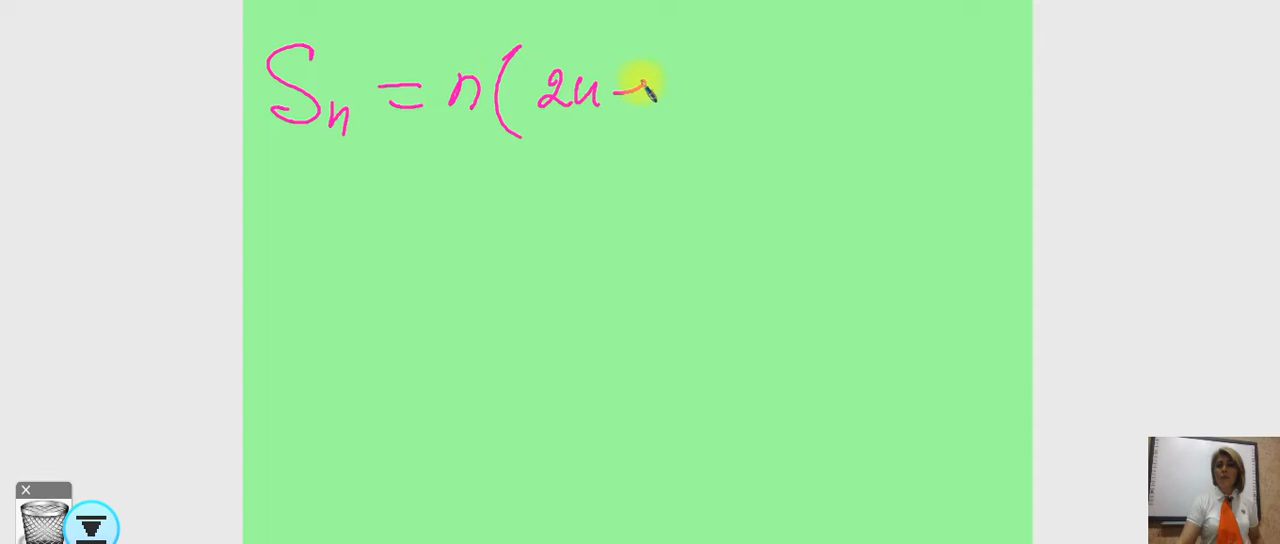 Sn = n( 2u -